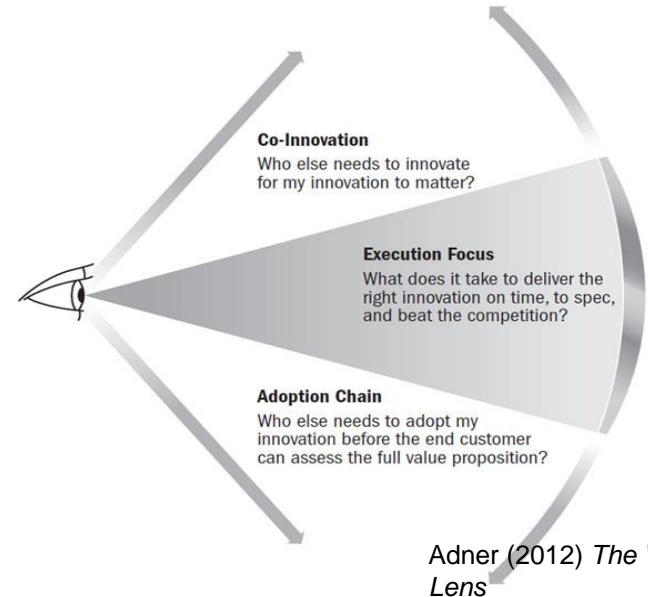 Co-Innovation
Who else needs to innovate
for my innovation to matter?
Execution Focus
What does it take to deliver the
right innovation on time, to spec,
and beat the competition?
Adoption Chain
Who else needs to adopt my
innovation before the end customer
can assess the full value proposition?
Adner (2012) The
Lens